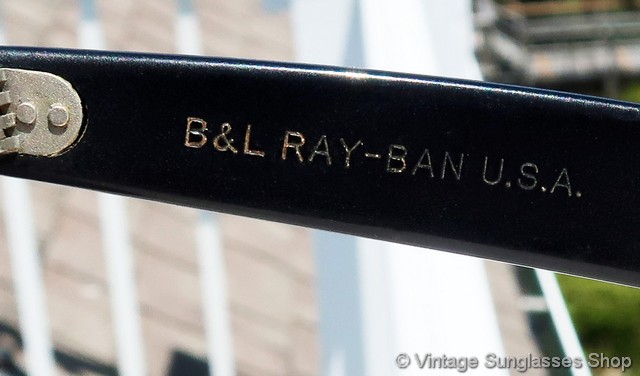 B&L RAY-BAN U.S.A.
© Vintage Sunglasses Shop